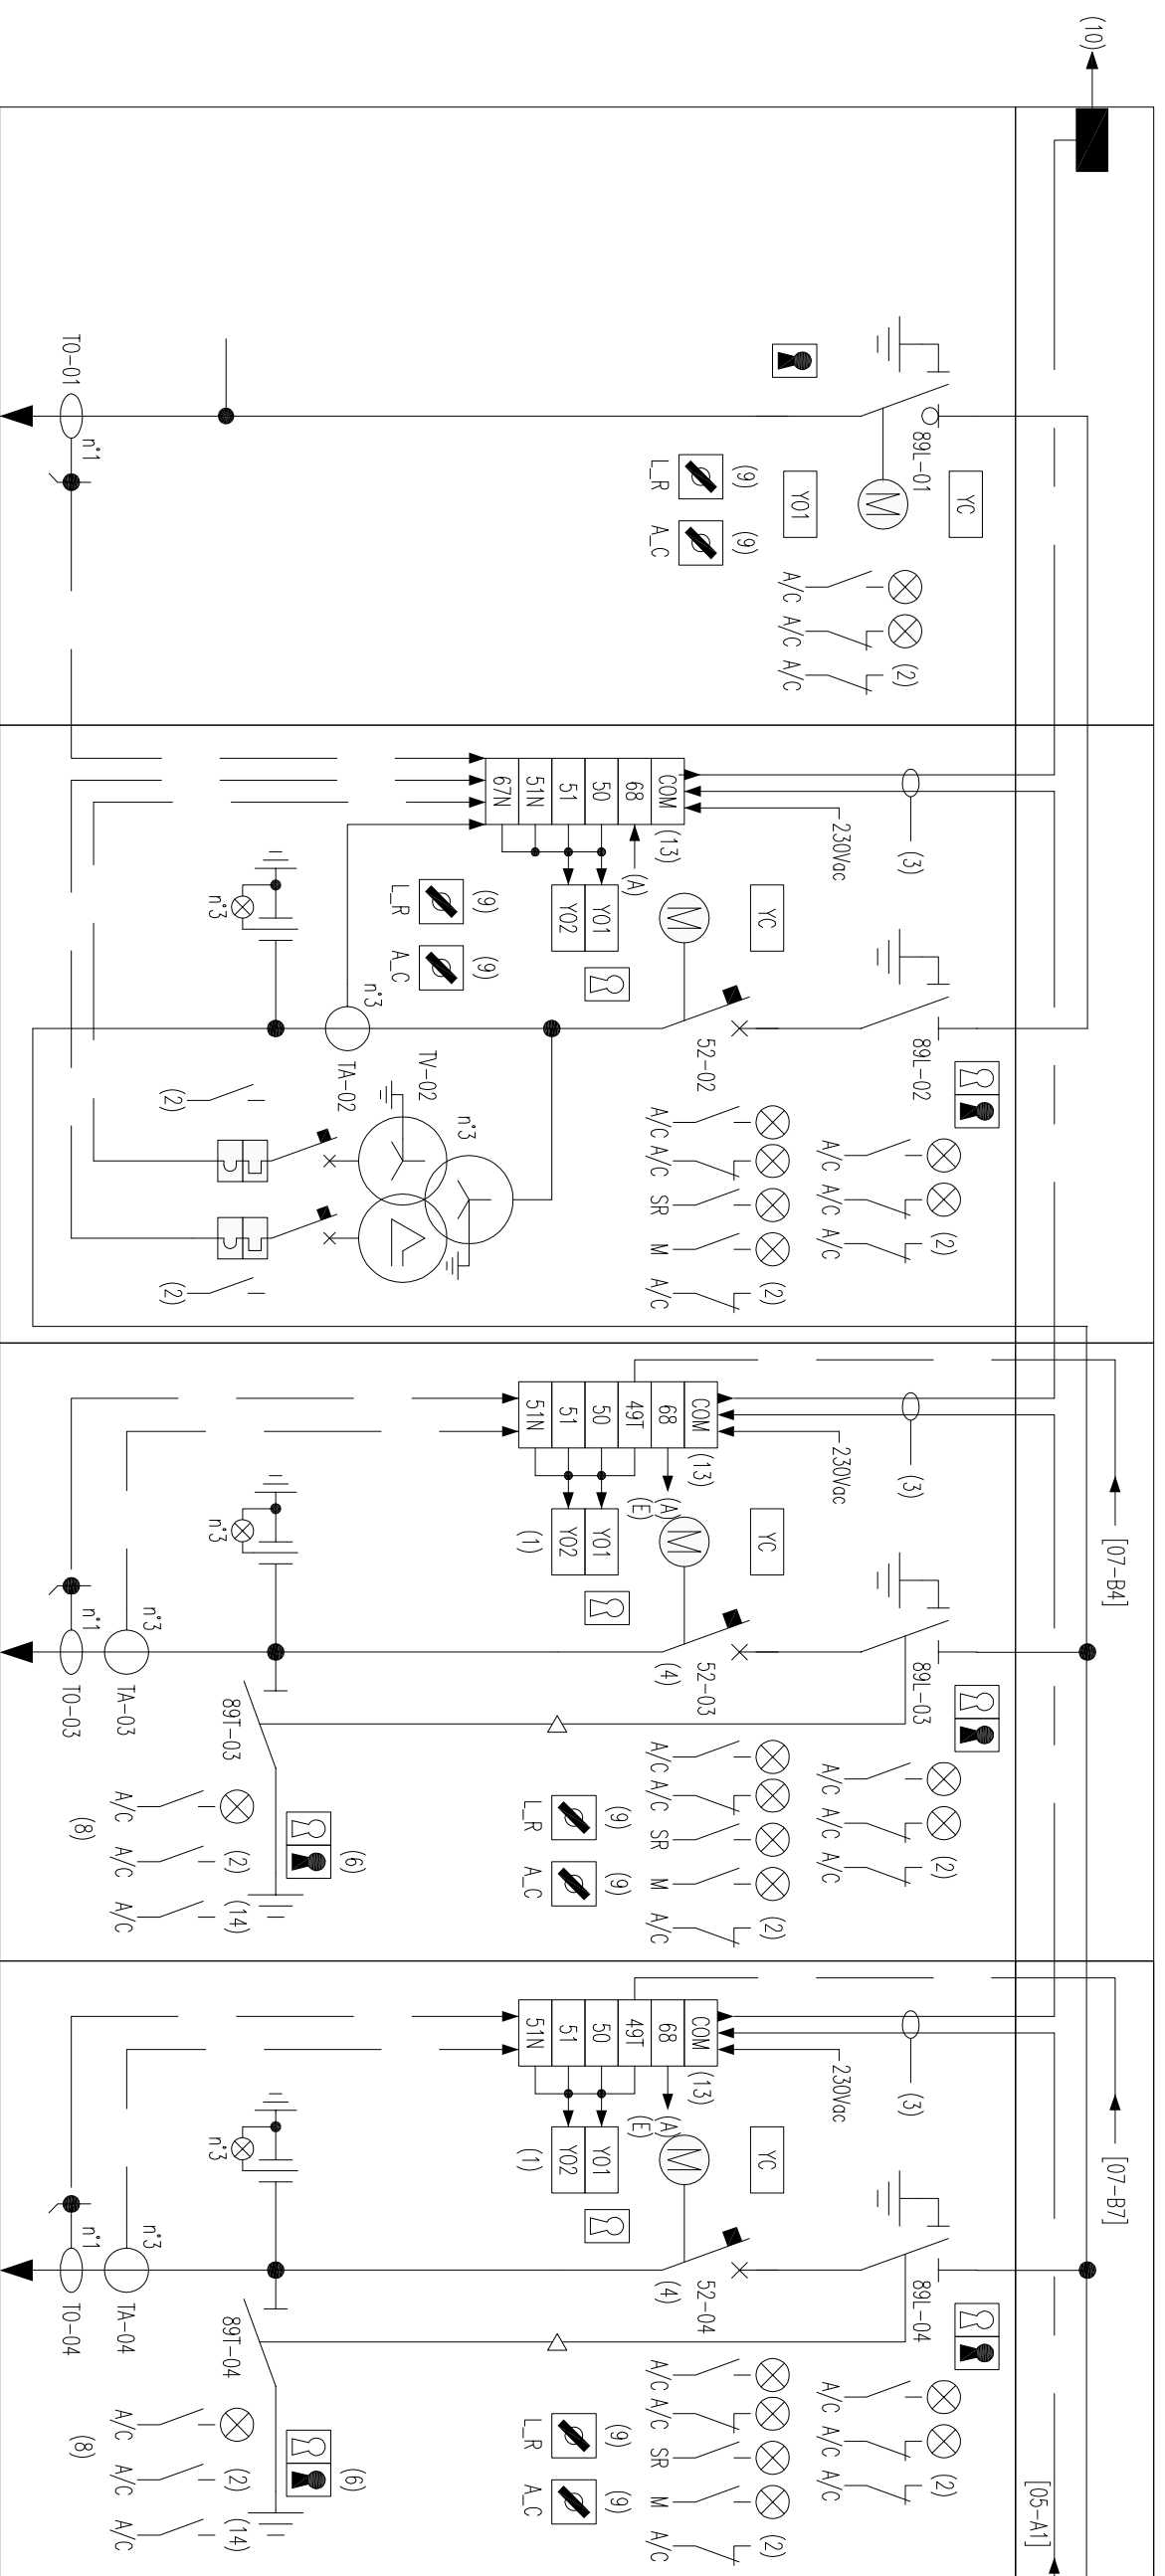 (10)
TO-01
n°1
89L-01
YC
YO1
(9)
L_R
(9)
A_C
A/C
A/C
A/C
(2)
COM
68
50
51
51N
67N
(13)
(A)
YO1
YO2
230Vac
(3)
YC
89L-02
52-02
(9)
L_R
(9)
A_C
n°3
n°3
TA-02
TV-02
n°3
(2)
(2)
A/C
A/C
A/C
(2)
A/C
A/C
SR
M
A/C
(2)
[07-B4]
COM
68
49T
50
51
51N
(13)
(A)
(E)
YO1
YO2
(1)
230Vac
(3)
YC
89L-03
52-03
(4)
n°3
n°3
TA-03
n°1
TO-03
89T-03
A/C
A/C
A/C
(2)
A/C
A/C
SR
M
A/C
(2)
(9)
L_R
(9)
A_C
(6)
A/C
A/C
A/C
(2)
(14)
(8)
[07-B7]
COM
68
49T
50
51
51N
(13)
(A)
(E)
YO1
YO2
(1)
230Vac
(3)
YC
89L-04
52-04
(4)
n°3
n°3
TA-04
n°1
TO-04
89T-04
A/C
A/C
A/C
(2)
A/C
A/C
SR
M
A/C
(2)
(9)
L_R
(9)
A_C
(6)
A/C
A/C
A/C
(2)
(14)
(8)
[05-A1]